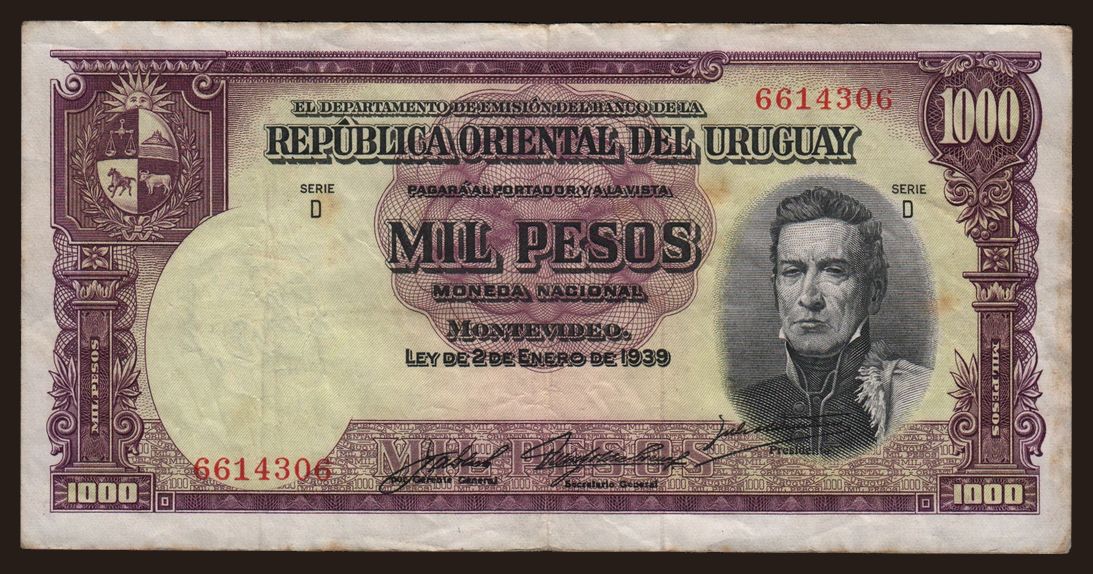 EL DEPARTAMENTO DE EMISIÓN DEL BANCO DE LA
6614306
1000
REPÚBLICA ORIENTAL DEL URUGUAY
SERIE
D
PAGARÁ AL PORTADOR Y A LA VISTA
SERIE
D
MIL PESOS
MONEDA NACIONAL
MONTEVIDEO.
LEY DE 2 DE ENERO DE 1939
MIL PESOS
MIL PESOS
MIL PESOS
Presidente
6614306
Gerente General
Secretario General
1000
1000